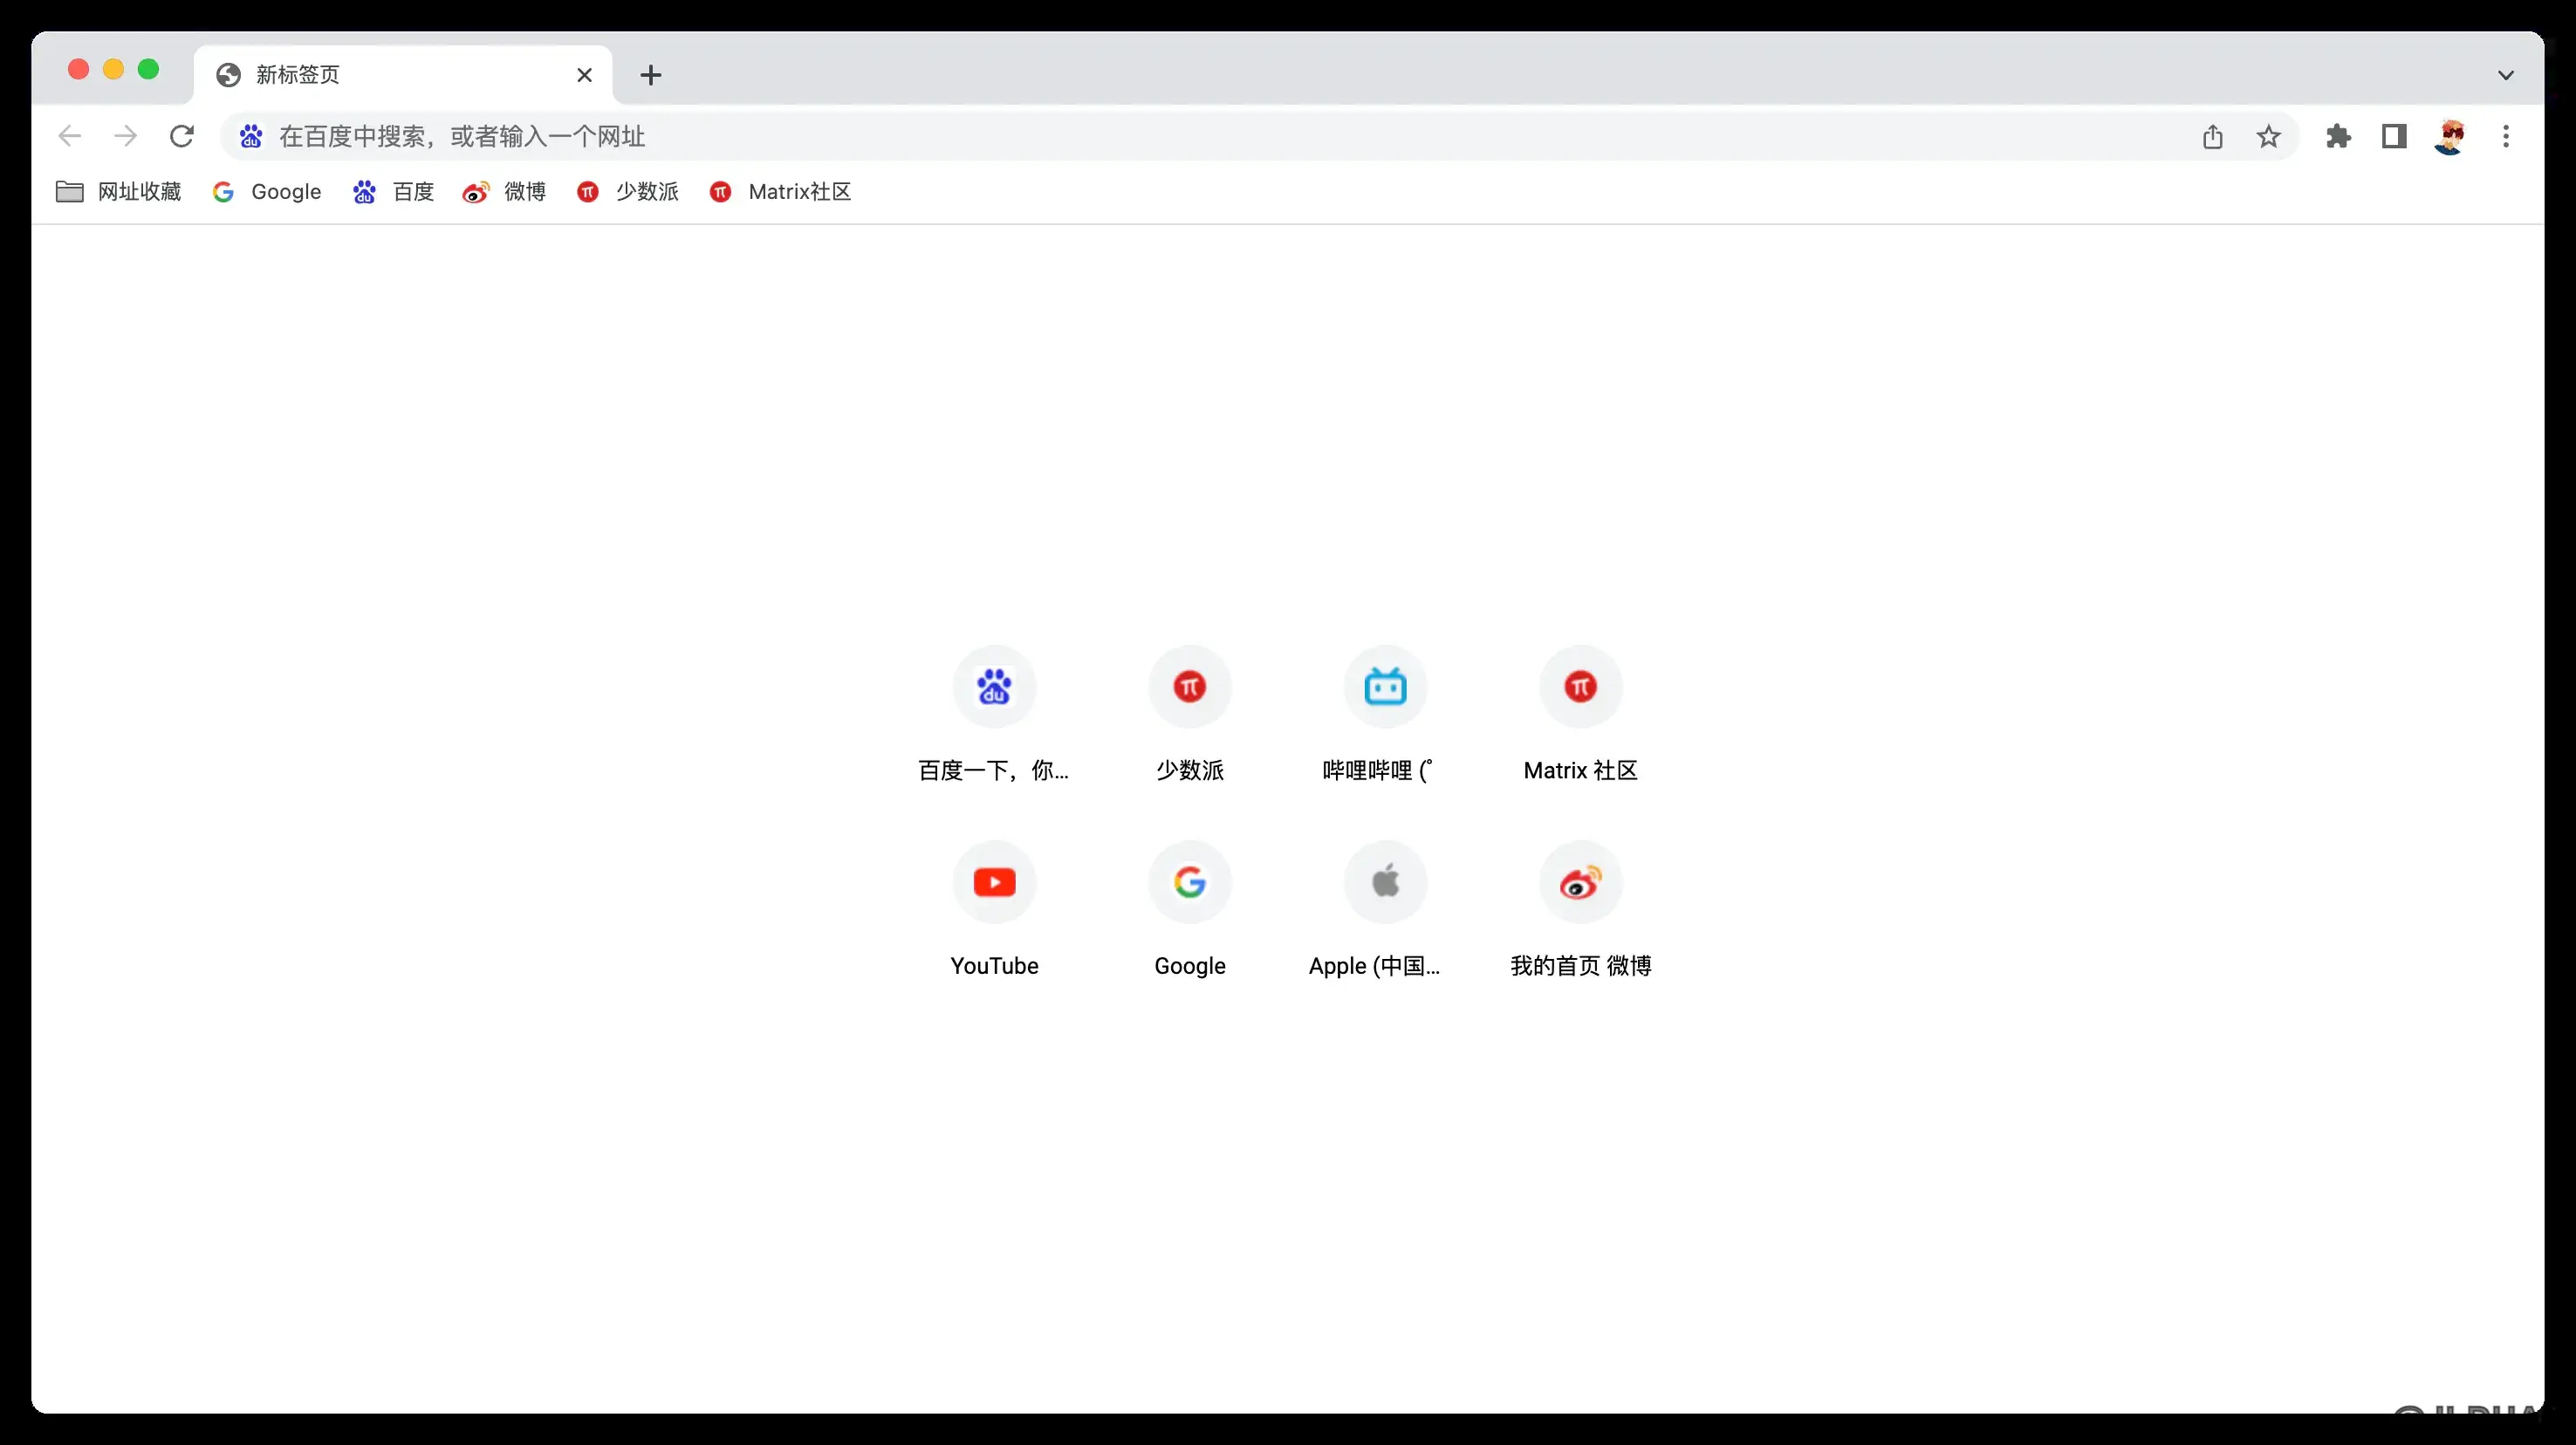 新标签页
在百度中搜索，或者输入一个网址
网址收藏 Google 百度 微博 少数派 Matrix社区
百度一下，你... 少数派 哔哩哔哩 (ﾟ Matrix 社区
YouTube Google Apple (中国... 我的首页 微博